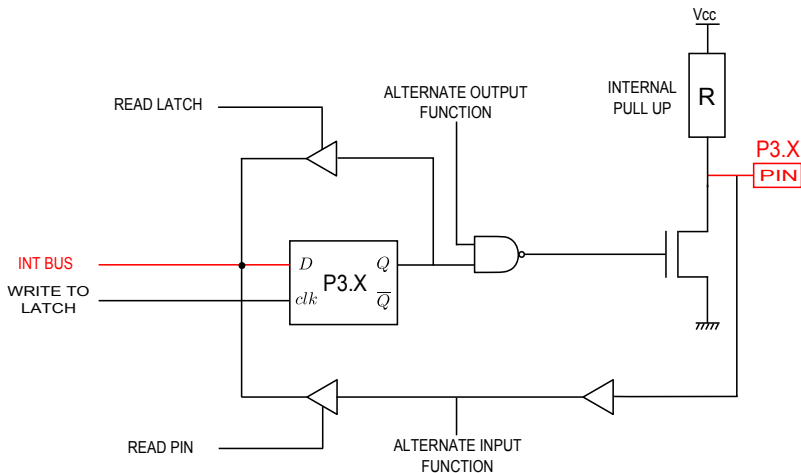 Vcc
READ LATCH
ALTERNATE OUTPUT
FUNCTION
INTERNAL
PULL UP
R
P3.X
PIN
INT BUS
D
Q
P3.X
WRITE TO
LATCH
clk
Q̅
READ PIN
ALTERNATE INPUT
FUNCTION